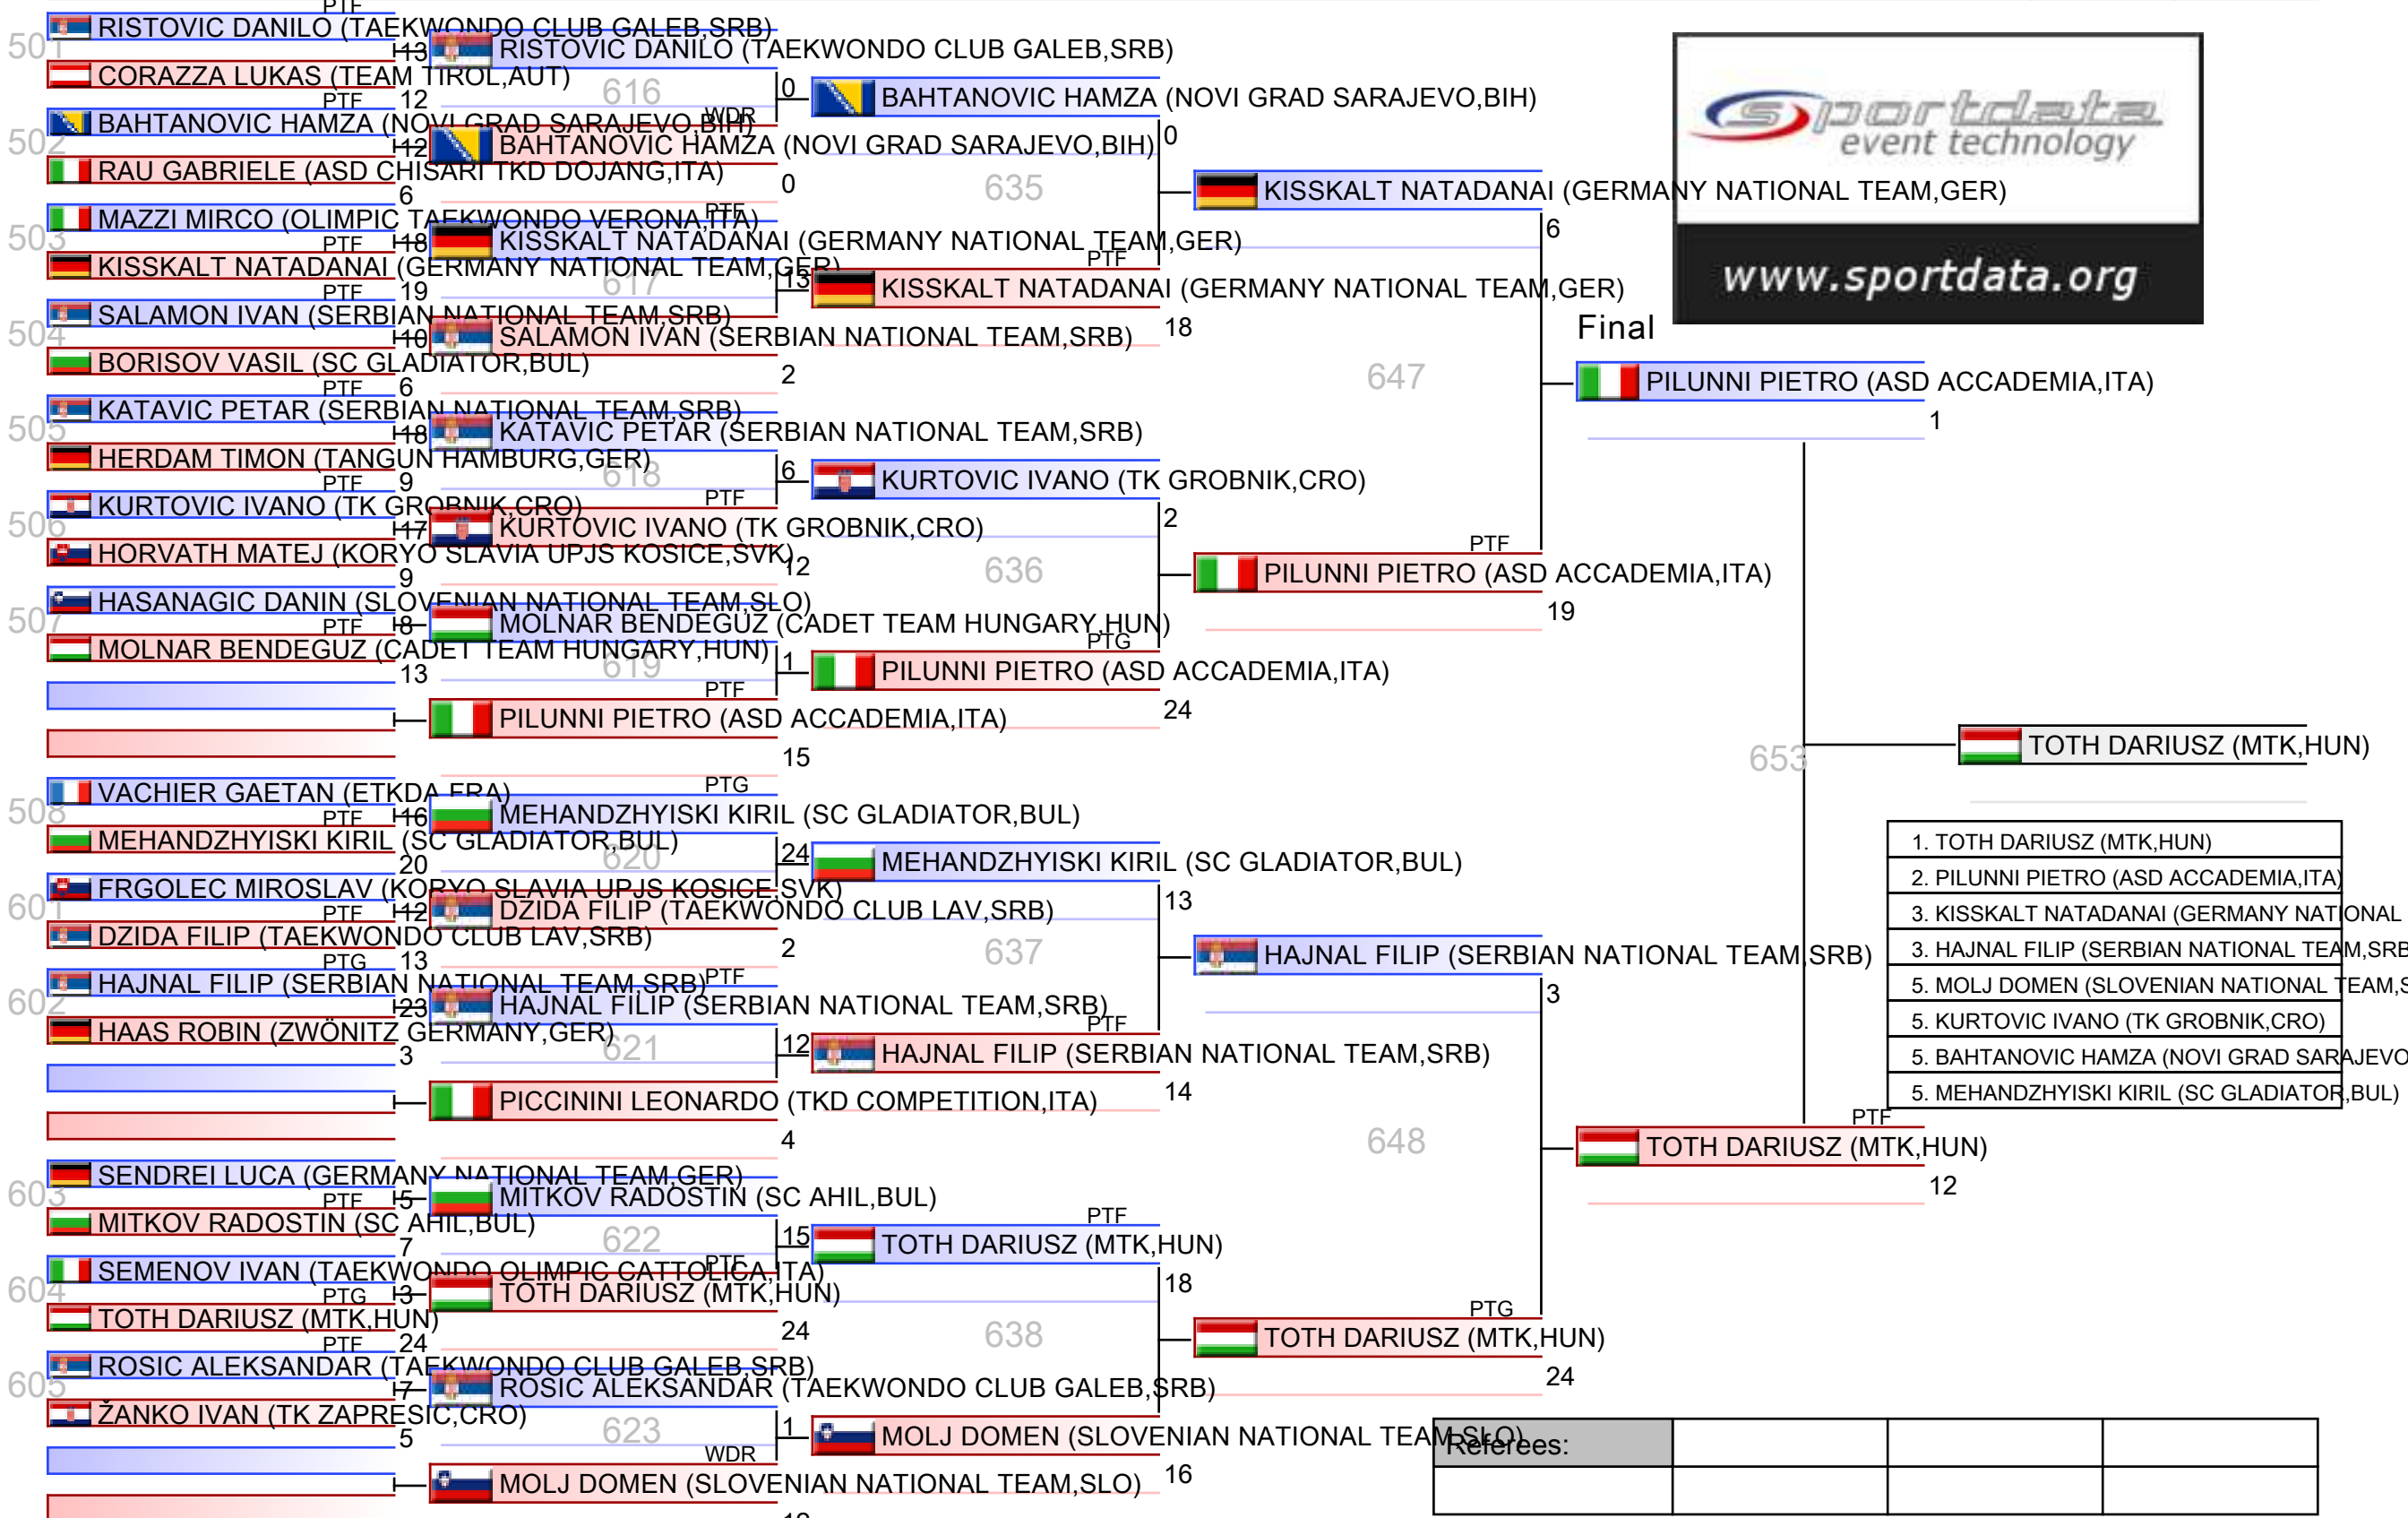 PTF
501
RISTOVIC DANILO (TAEKWONDO CLUB GALEB,SRB)
13
CORAZZA LUKAS (TEAM TIROL,AUT)
12
PTF
502
BAHTANOVIC HAMZA (NOVI GRAD SARAJEVO,BIH)
12
RAU GABRIELE (ASD CHISARI TKD DOJANG,ITA)
6
503
MAZZI MIRCO (OLIMPIC TAEKWONDO VERONA,ITA)
18
PTF
KISSKALT NATADANAI (GERMANY NATIONAL TEAM,GER)
19
PTF
504
SALAMON IVAN (SERBIAN NATIONAL TEAM,SRB)
10
BORISOV VASIL (SC GLADIATOR,BUL)
6
PTF
505
KATAVIC PETAR (SERBIAN NATIONAL TEAM,SRB)
18
HERDAM TIMON (TANGUN HAMBURG,GER)
9
PTF
506
KURTOVIC IVANO (TK GROBNIK,CRO)
17
HORVATH MATEJ (KORYO SLAVIA UPJS KOSICE,SVK)
9
507
HASANAGIC DANIN (SLOVENIAN NATIONAL TEAM,SLO)
8
PTF
MOLNAR BENDEGUZ (CADET TEAM HUNGARY,HUN)
13
508
VACHIER GAETAN (ETKDA,FRA)
16
PTF
MEHANDZHYISKI KIRIL (SC GLADIATOR,BUL)
20
601
FRGOLEC MIROSLAV (KORYO SLAVIA UPJS KOSICE,SVK)
12
PTF
DZIDA FILIP (TAEKWONDO CLUB LAV,SRB)
13
PTG
602
HAJNAL FILIP (SERBIAN NATIONAL TEAM,SRB)
23
HAAS ROBIN (ZWÖNITZ GERMANY,GER)
3
603
SENDREI LUCA (GERMANY NATIONAL TEAM,GER)
5
PTF
MITKOV RADOSTIN (SC AHIL,BUL)
7
604
SEMENOV IVAN (TAEKWONDO OLIMPIC CATTOLICA,ITA)
3
PTG
TOTH DARIUSZ (MTK,HUN)
24
PTF
605
ROSIC ALEKSANDAR (TAEKWONDO CLUB GALEB,SRB)
7
ŽANKO IVAN (TK ZAPRESIC,CRO)
5
RISTOVIC DANILO (TAEKWONDO CLUB GALEB,SRB)
616
0
WDR
BAHTANOVIC HAMZA (NOVI GRAD SARAJEVO,BIH)
0
PTF
KISSKALT NATADANAI (GERMANY NATIONAL TEAM,GER)
617
13
SALAMON IVAN (SERBIAN NATIONAL TEAM,SRB)
2
KATAVIC PETAR (SERBIAN NATIONAL TEAM,SRB)
618
6
PTF
KURTOVIC IVANO (TK GROBNIK,CRO)
12
MOLNAR BENDEGUZ (CADET TEAM HUNGARY,HUN)
619
1
PTF
PILUNNI PIETRO (ASD ACCADEMIA,ITA)
15
PTG
MEHANDZHYISKI KIRIL (SC GLADIATOR,BUL)
620
24
DZIDA FILIP (TAEKWONDO CLUB LAV,SRB)
2
PTF
HAJNAL FILIP (SERBIAN NATIONAL TEAM,SRB)
621
12
PICCININI LEONARDO (TKD COMPETITION,ITA)
4
MITKOV RADOSTIN (SC AHIL,BUL)
622
15
PTF
TOTH DARIUSZ (MTK,HUN)
24
ROSIC ALEKSANDAR (TAEKWONDO CLUB GALEB,SRB)
623
1
WDR
MOLJ DOMEN (SLOVENIAN NATIONAL TEAM,SLO)
BAHTANOVIC HAMZA (NOVI GRAD SARAJEVO,BIH)
0
635
PTF
KISSKALT NATADANAI (GERMANY NATIONAL TEAM,GER)
18
KURTOVIC IVANO (TK GROBNIK,CRO)
2
636
PTG
PILUNNI PIETRO (ASD ACCADEMIA,ITA)
24
MEHANDZHYISKI KIRIL (SC GLADIATOR,BUL)
13
637
PTF
HAJNAL FILIP (SERBIAN NATIONAL TEAM,SRB)
14
PTF
TOTH DARIUSZ (MTK,HUN)
18
638
MOLJ DOMEN (SLOVENIAN NATIONAL TEAM,SLO)
16
KISSKALT NATADANAI (GERMANY NATIONAL TEAM,GER)
6
647
PTF
PILUNNI PIETRO (ASD ACCADEMIA,ITA)
19
HAJNAL FILIP (SERBIAN NATIONAL TEAM,SRB)
3
648
PTG
TOTH DARIUSZ (MTK,HUN)
24
sportdata
event technology
www.sportdata.org
Final
PILUNNI PIETRO (ASD ACCADEMIA,ITA)
1
653
PTF
TOTH DARIUSZ (MTK,HUN)
12
TOTH DARIUSZ (MTK,HUN)
1. TOTH DARIUSZ (MTK,HUN)
2. PILUNNI PIETRO (ASD ACCADEMIA,ITA)
3. KISSKALT NATADANAI (GERMANY NATIONAL
3. HAJNAL FILIP (SERBIAN NATIONAL TEAM,SRB
5. MOLJ DOMEN (SLOVENIAN NATIONAL TEAM,S
5. KURTOVIC IVANO (TK GROBNIK,CRO)
5. BAHTANOVIC HAMZA (NOVI GRAD SARAJEVO
5. MEHANDZHYISKI KIRIL (SC GLADIATOR,BUL)
Referees: